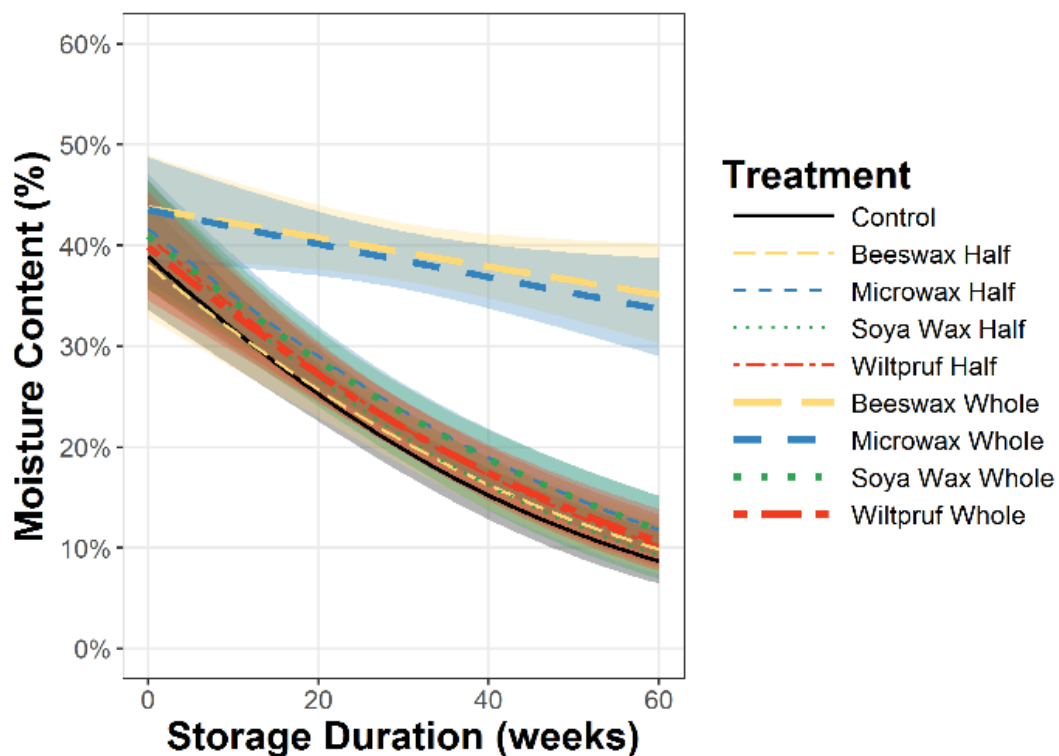 60%
50%
40%
30%
20%
10%
0%
Moisture Content (%)
0 20 40 60
Storage Duration (weeks)
Treatment
Control
Beeswax Half
Microwax Half
Soya Wax Half
Wiltpruf Half
Beeswax Whole
Microwax Whole
Soya Wax Whole
Wiltpruf Whole